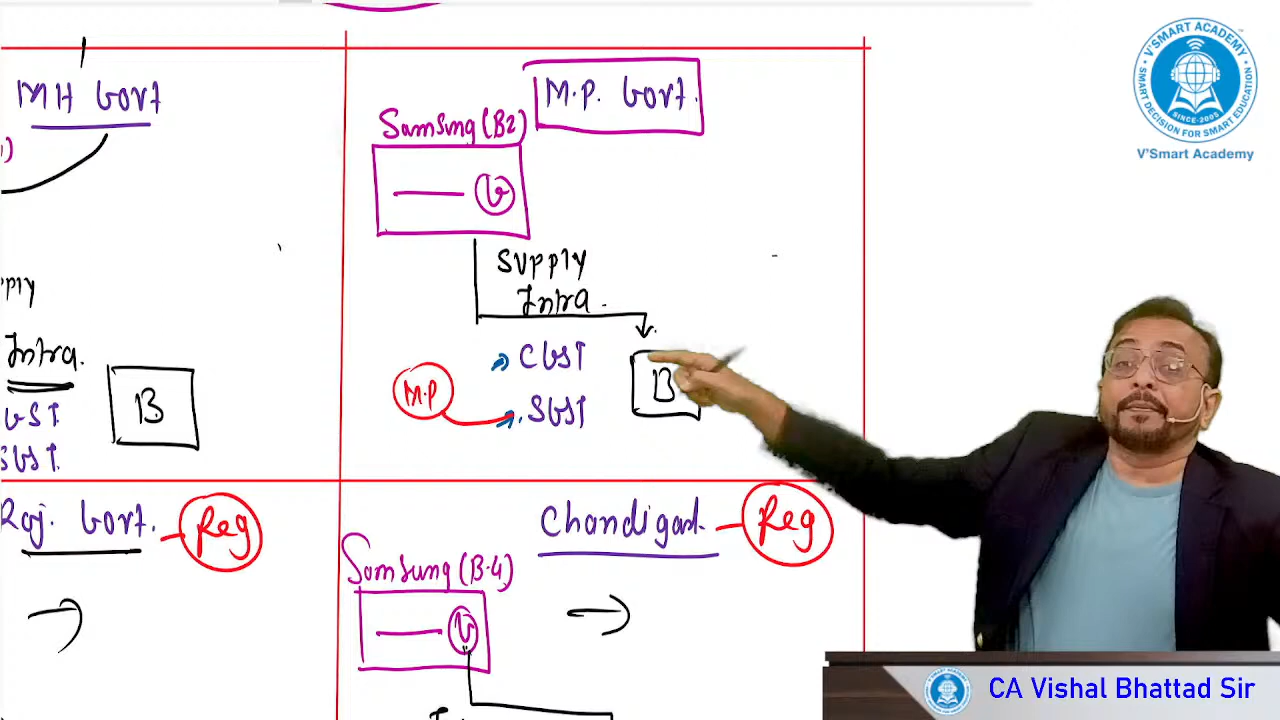 MH Govt
M.P. Govt.
Samsung (B2)
G
Supply
Intra.
CGST
M.P
SGST
B
Intra.
GST
SGST.
B
Raj. Govt.
Reg
Chandigarh
Reg
Samsung (B-4)
G
V'SMART ACADEMY
SMART DECISION FOR SMART EDUCATION
SINCE-2005
V'Smart Academy
CA Vishal Bhattad Sir